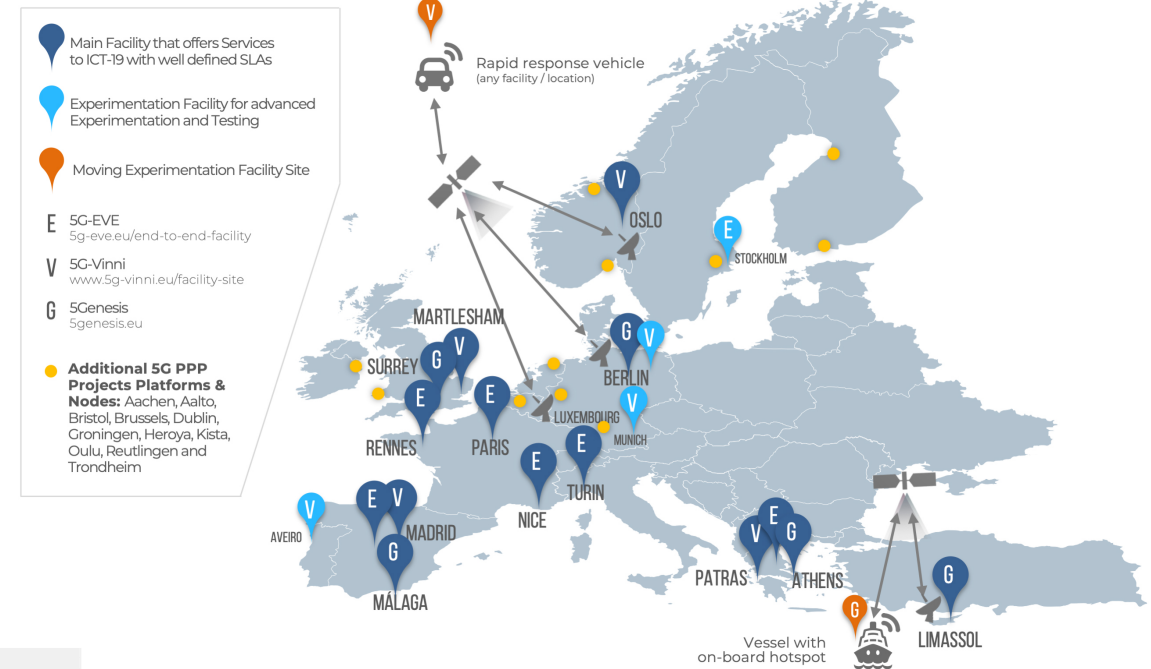 Main Facility that offers Services
to ICT-19 with well defined SLAs
Experimentation Facility for advanced
Experimentation and Testing
Moving Experimentation Facility Site
E 5G-EVE
5g-eve.eu/end-to-end-facility
V 5G-Vinni
www.5g-vinni.eu/facility-site
G 5Genesis
5genesis.eu
Additional 5G PPP
Projects Platforms &
Nodes: Aachen, Aalto,
Bristol, Brussels, Dublin,
Groningen, Heroya, Kista,
Oulu, Reutlingen and
Trondheim
V
Rapid response vehicle
(any facility / location)
V
OSLO
E
STOCKHOLM
MARTLESHAM
V
G
SURREY
E
RENNES
E
PARIS
G
V
BERLIN
LUXEMBOURG
V
MUNICH
E
NICE
E
TURIN
V
AVEIRO
E
V
MADRID
G
MÁLAGA
V
E
G
PATRAS
ATHENS
G
LIMASSOL
G
Vessel with
on-board hotspot